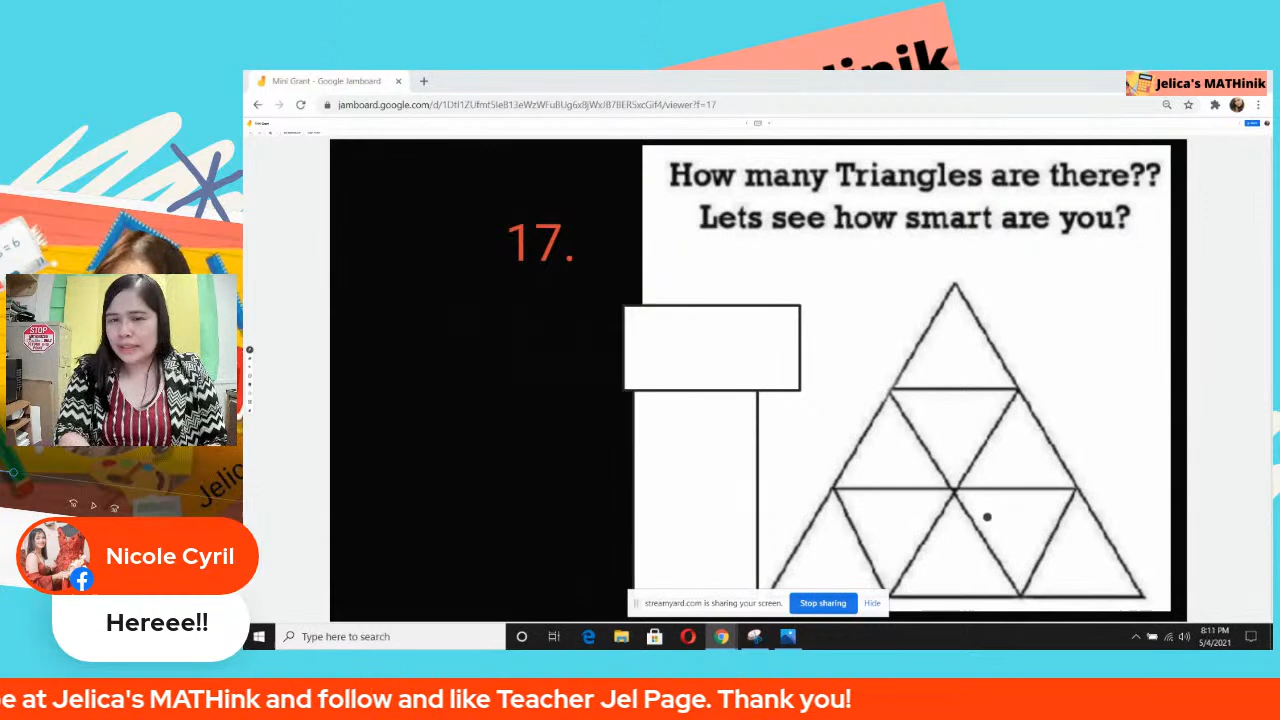 inik
Jelica's MATHinik
Mini Grant - Google Jamboard
jamboard.google.com/d/
viewer?f=17
How many Triangles are there??
Lets see how smart are you?
17.
STOP
Jelic
Nicole Cyril
Hereee!!
streamyard.com is sharing your screen.
Stop sharing
Hide
Type here to search
8:11 PM
5/4/2021
e at Jelica's MATHink and follow and like Teacher Jel Page. Thank you!